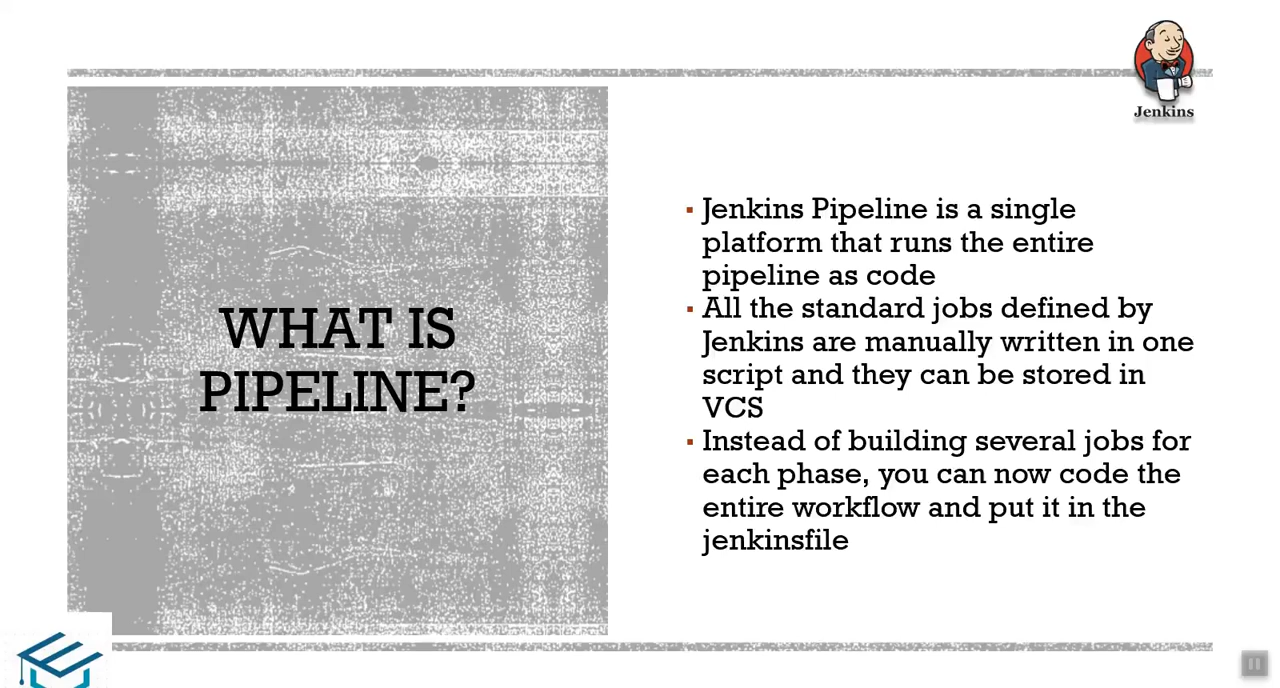 Jenkins
WHAT IS
PIPELINE?
▪ Jenkins Pipeline is a single
platform that runs the entire
pipeline as code
▪ All the standard jobs defined by
Jenkins are manually written in one
script and they can be stored in
VCS
▪ Instead of building several jobs for
each phase, you can now code the
entire workflow and put it in the
jenkinsfile